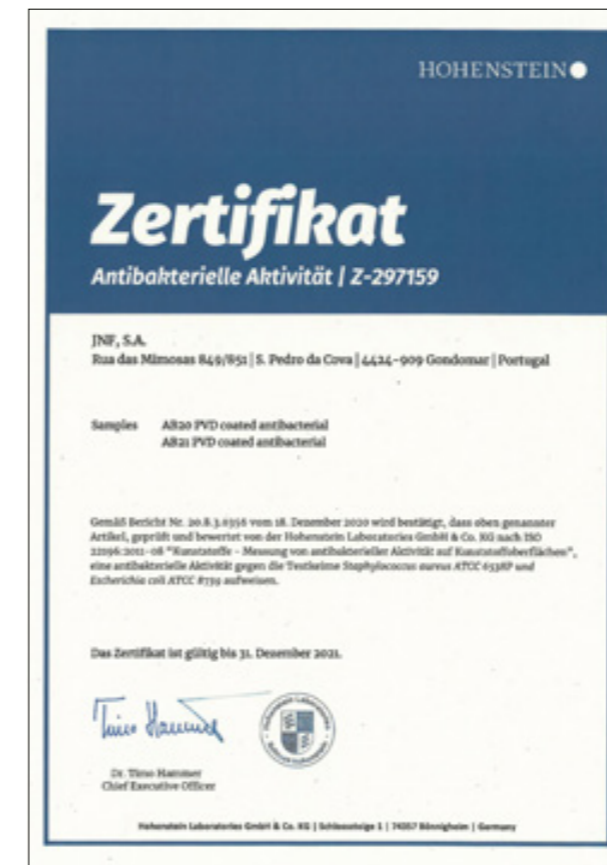 HOHENSTEIN
Zertifikat
Antibakterielle Aktivität | Z-297159
JNF, S.A.
Rua das Mimosas 849/851 | S. Pedro da Cova | 4424-909 Gondomar | Portugal
Samples AB20 PVD coated antibacterial
AB21 PVD coated antibacterial
Gemäß Bericht Nr. 20.8.3.0356 vom 18. Dezember 2020 wird bestätigt, dass oben genannter
Artikel, geprüft und bewertet von der Hohenstein Laboratories GmbH & Co. KG nach ISO
22196:2011-08 "Kunststoffe - Messung von antibakterieller Aktivität auf Kunststoffoberflächen",
eine antibakterielle Aktivität gegen die Testkeime Staphylococcus aureus ATCC 6538P und
Escherichia coli ATCC 8739 aufweisen.
Das Zertifikat ist gültig bis 31. Dezember 2021.
Timo Hammer
Hohenstein Laboratories
Dr. Timo Hammer
Chief Executive Officer
Hohenstein Laboratories GmbH & Co. KG | Schlosssteige 1 | 74357 Bönnigheim | Germany